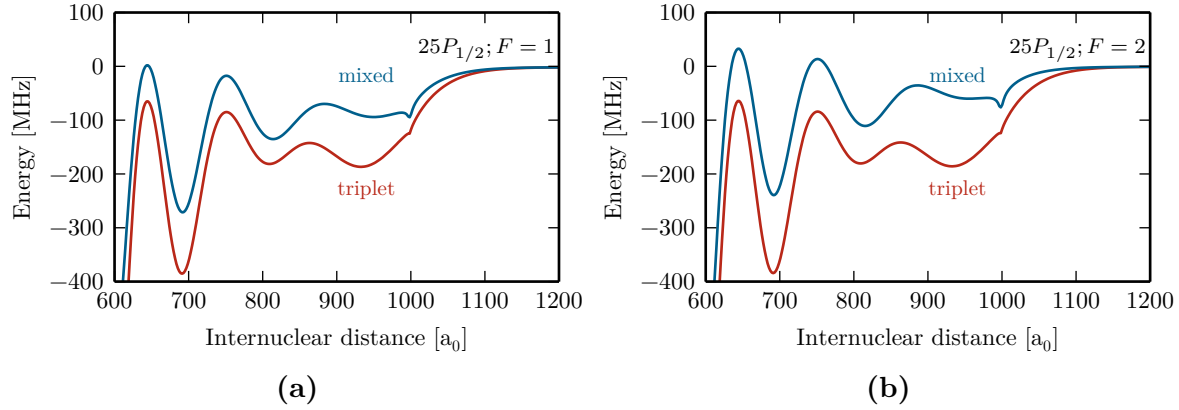 100
0
−100
−200
−300
−400
Energy [MHz]
25P1/2; F = 1
mixed
triplet
600 700 800 900 1000 1100 1200
Internuclear distance [a0]
(a)
100
0
−100
−200
−300
−400
Energy [MHz]
25P1/2; F = 2
mixed
triplet
600 700 800 900 1000 1100 1200
Internuclear distance [a0]
(b)